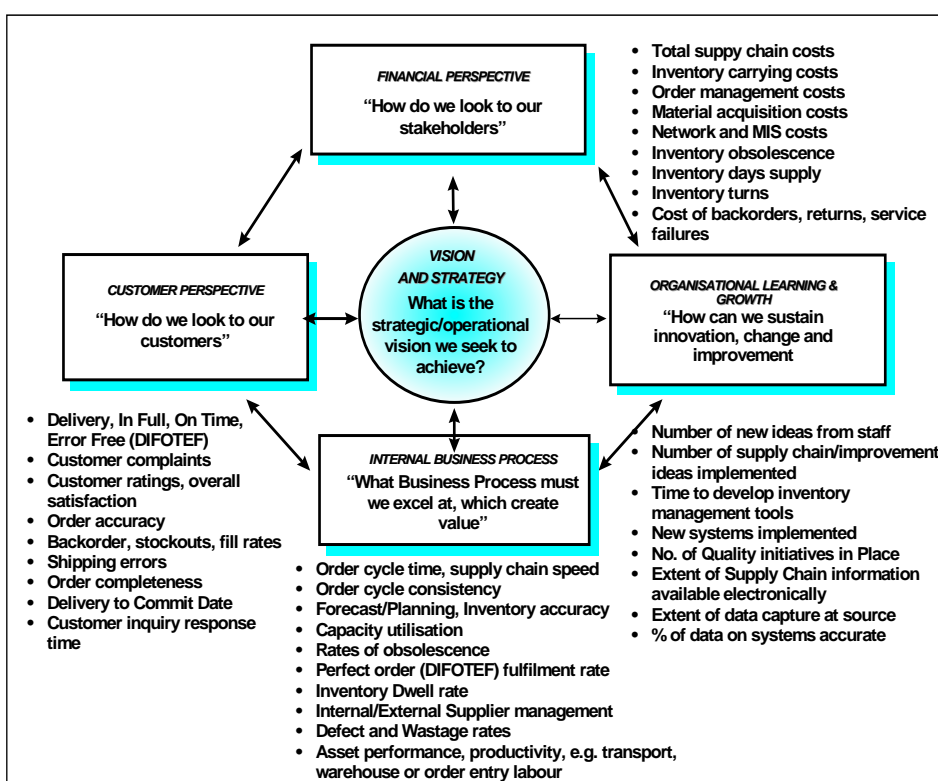 FINANCIAL PERSPECTIVE
“How do we look to our
stakeholders”
• Total suppy chain costs
• Inventory carrying costs
• Order management costs
• Material acquisition costs
• Network and MIS costs
• Inventory obsolescence
• Inventory days supply
• Inventory turns
• Cost of backorders, returns, service
failures
CUSTOMER PERSPECTIVE
“How do we look to our
customers”
VISION
AND STRATEGY
What is the
strategic/operational
vision we seek to
achieve?
ORGANISATIONAL LEARNING &
GROWTH
“How can we sustain
innovation, change and
improvement
• Delivery, In Full, On Time,
Error Free (DIFOTEF)
• Customer complaints
• Customer ratings, overall
satisfaction
• Order accuracy
• Backorder, stockouts, fill rates
• Shipping errors
• Order completeness
• Delivery to Commit Date
• Customer inquiry response
time
INTERNAL BUSINESS PROCESS
“What Business Process must
we excel at, which create
value”
• Order cycle time, supply chain speed
• Order cycle consistency
• Forecast/Planning, Inventory accuracy
• Capacity utilisation
• Rates of obsolescence
• Perfect order (DIFOTEF) fulfilment rate
• Inventory Dwell rate
• Internal/External Supplier management
• Defect and Wastage rates
• Asset performance, productivity, e.g. transport,
warehouse or order entry labour
• Number of new ideas from staff
• Number of supply chain/improvement
ideas implemented
• Time to develop inventory
management tools
• New systems implemented
• No. of Quality initiatives in Place
• Extent of Supply Chain information
available electronically
• Extent of data capture at source
• % of data on systems accurate